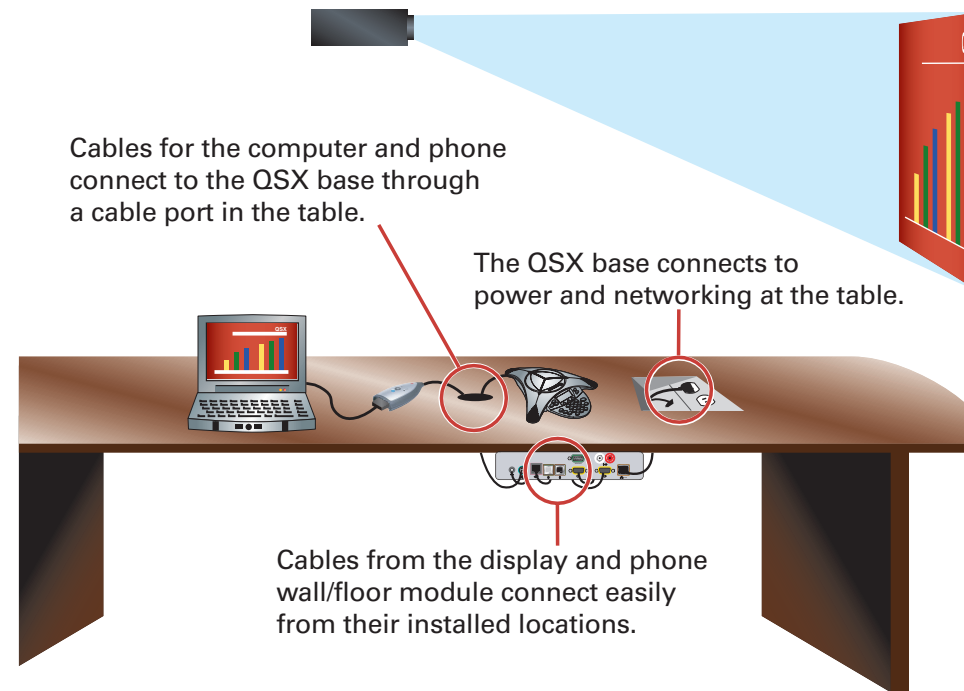 Cables for the computer and phone
connect to the QSX base through
a cable port in the table.
The QSX base connects to
power and networking at the table.
QSX
Cables from the display and phone
wall/floor module connect easily
from their installed locations.